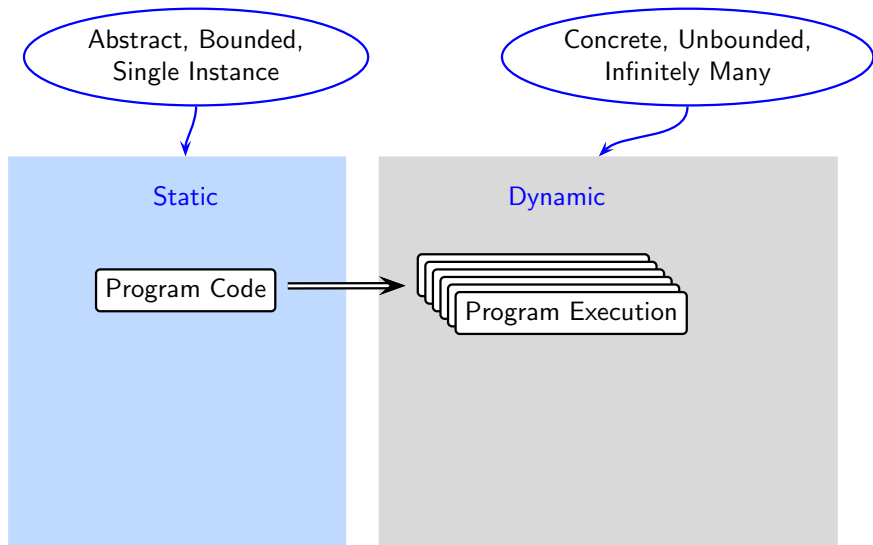 Abstract, Bounded,
Single Instance
Concrete, Unbounded,
Infinitely Many
Static
Dynamic
Program Code
Program Execution